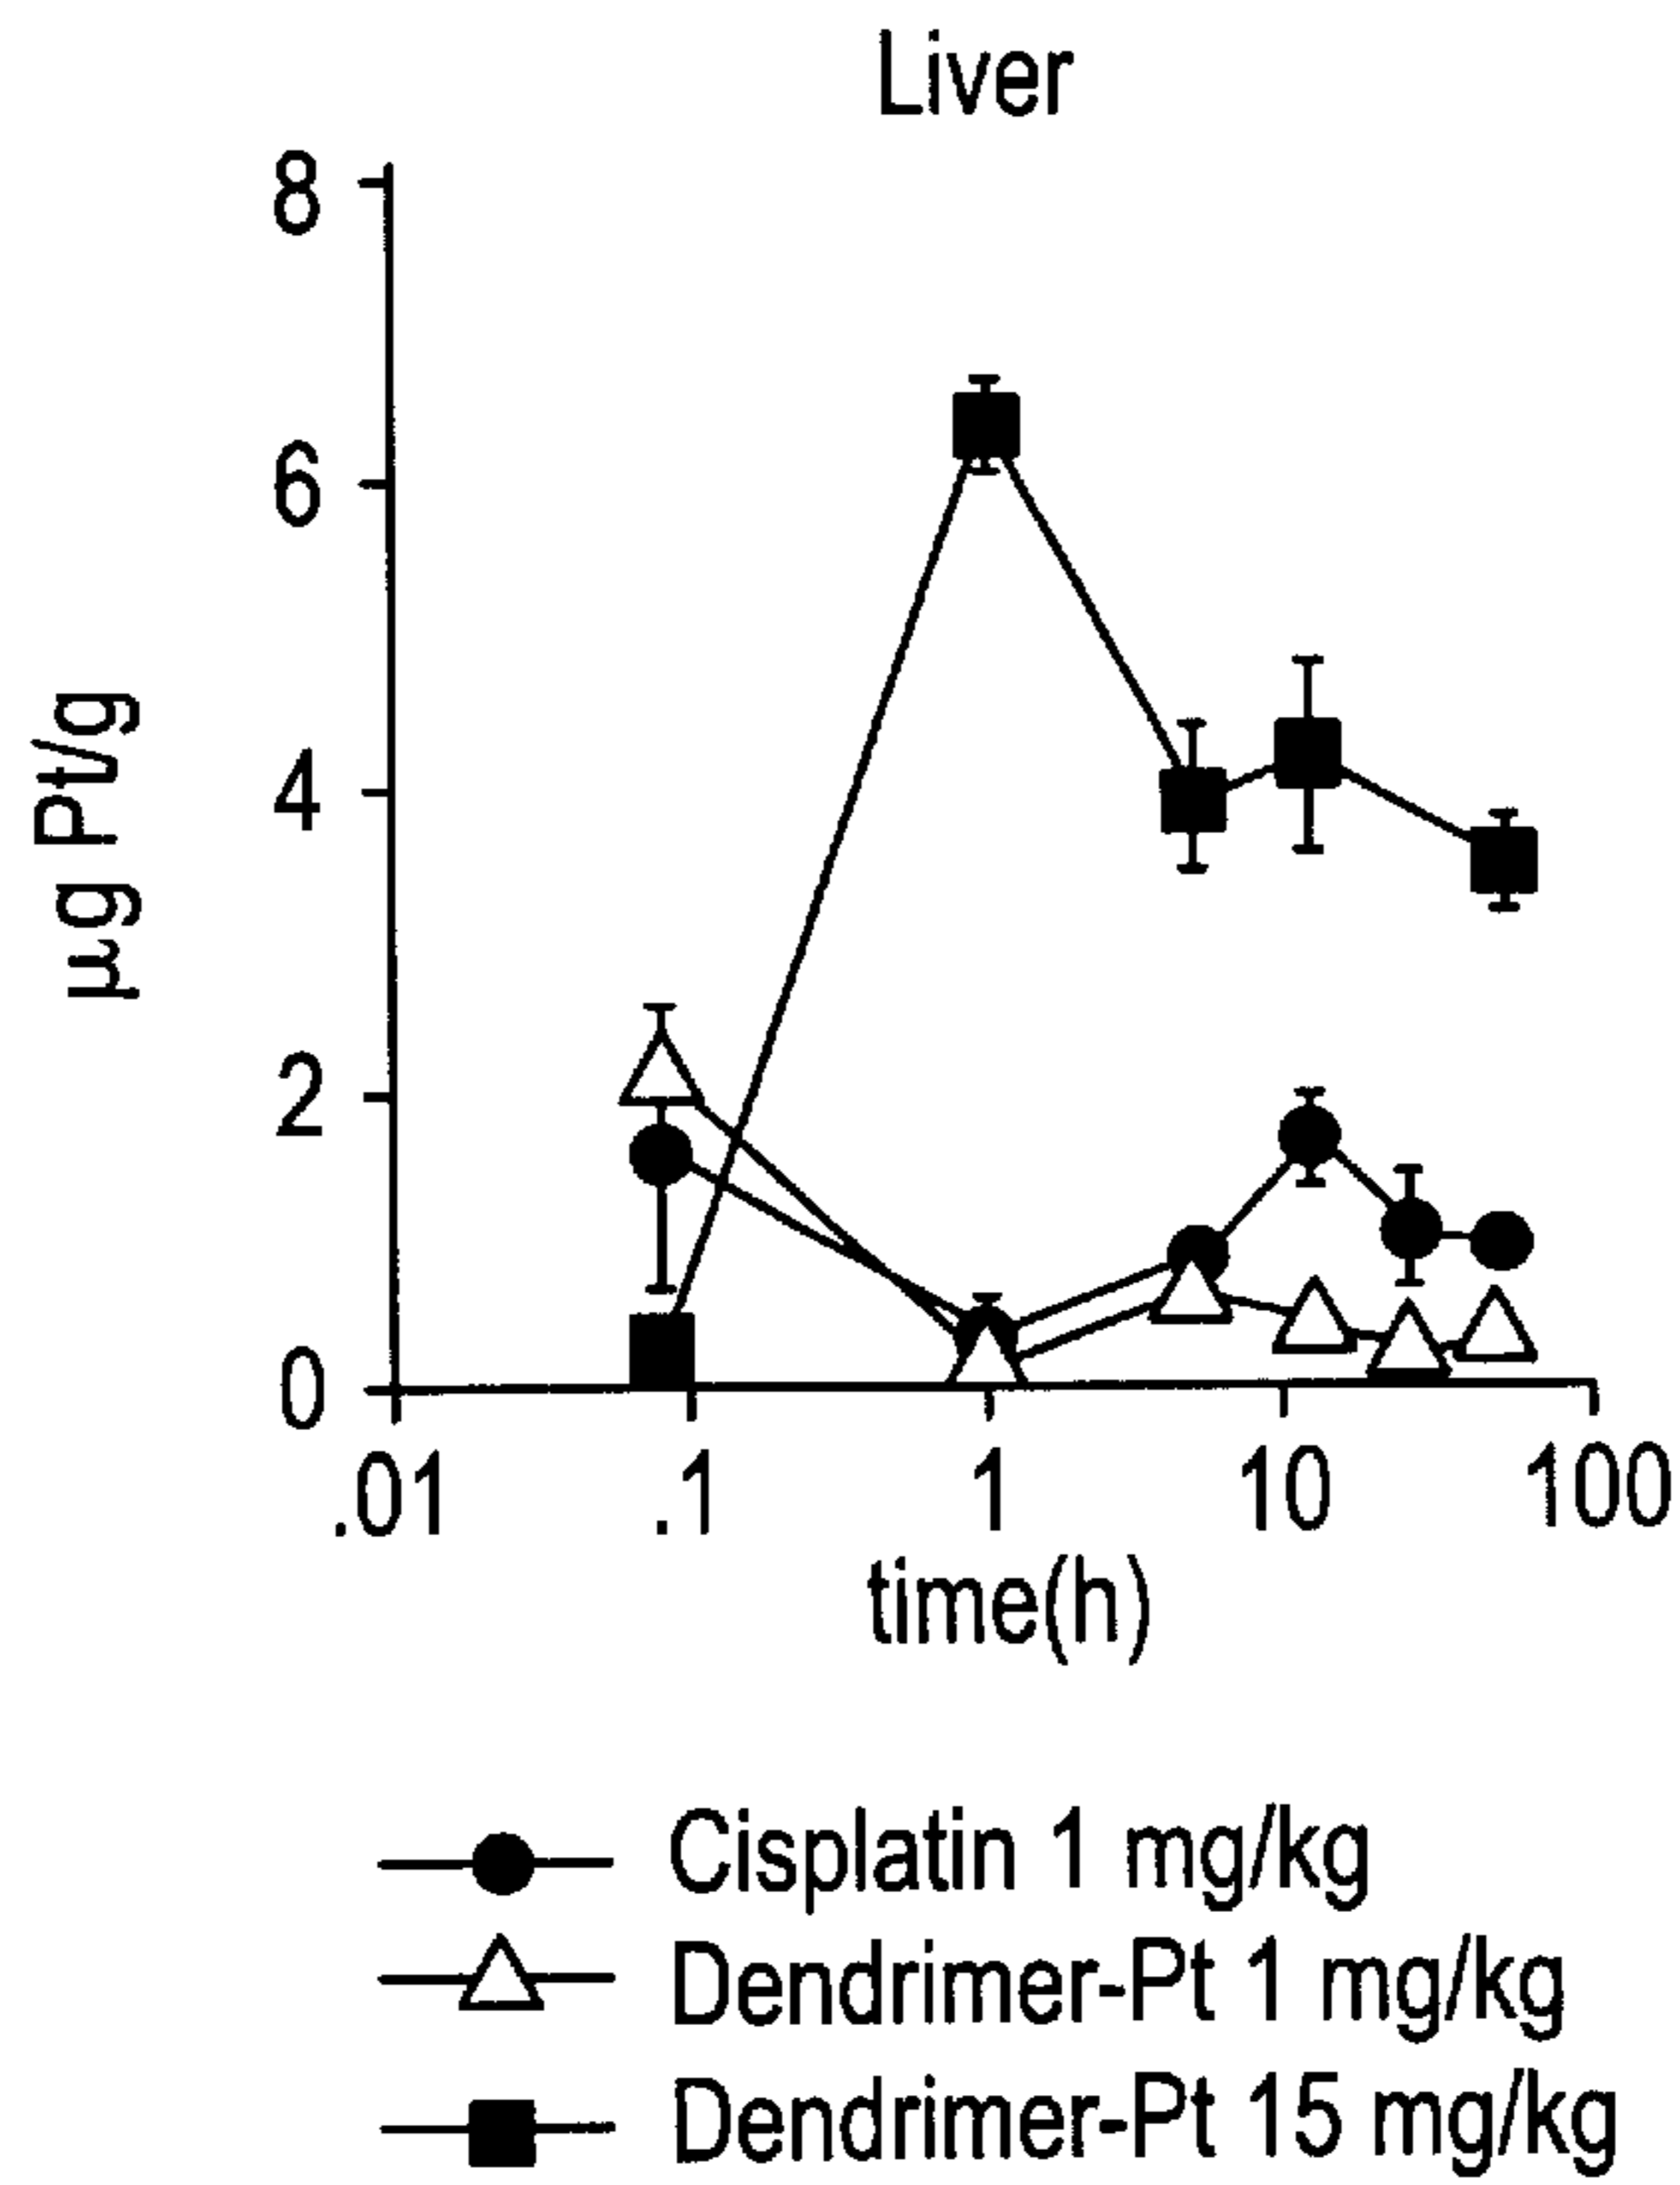 Liver
8
6
4
2
0
µg Pt/g
.01 .1 1 10 100
time(h)
Cisplatin 1 mg/kg
Dendrimer-Pt 1 mg/kg
Dendrimer-Pt 15 mg/kg